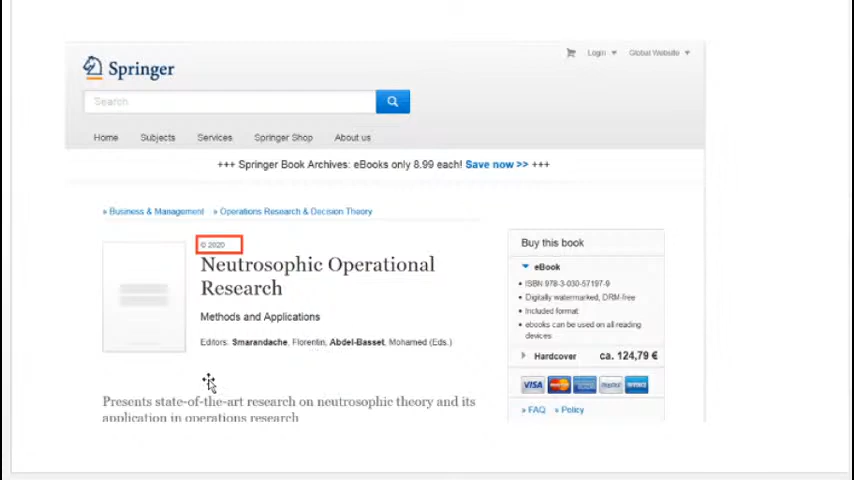 Login
Global Website
Springer
Search
Home Subjects Services Springer Shop About us
+++ Springer Book Archives: eBooks only 8.99 each! Save now >> +++
» Business & Management » Operations Research & Decision Theory
© 2020
Neutrosophic Operational
Research
Methods and Applications
Editors: Smarandache, Florentin, Abdel-Basset, Mohamed (Eds.)
Presents state-of-the-art research on neutrosophic theory and its
application in operations research
Buy this book
eBook
• ISBN 978-3-030-57197-9
• Digitally watermarked, DRM-free
• Included format:
• ebooks can be used on all reading
devices
Hardcover ca. 124,79 €
VISA
» FAQ » Policy